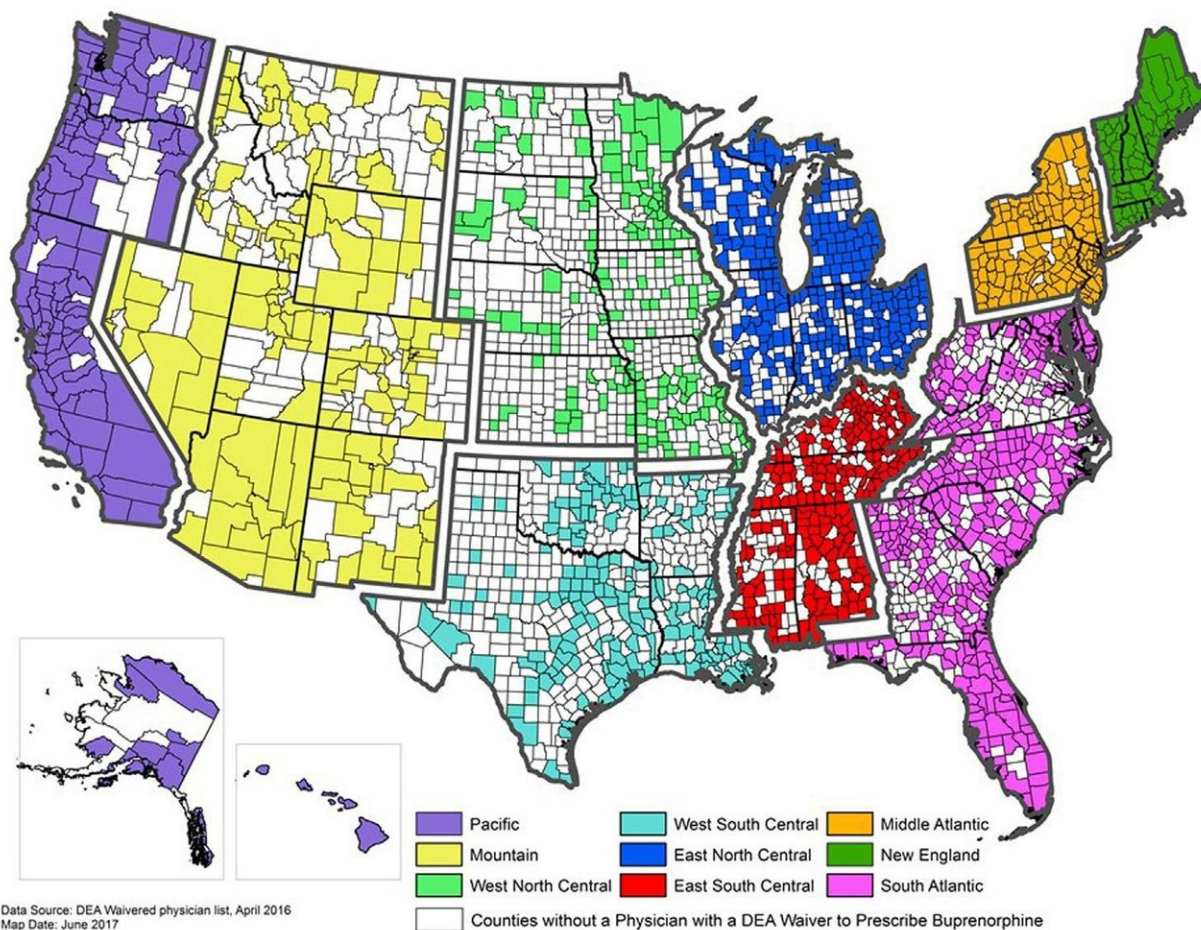 Pacific
Mountain
West North Central
West South Central
East North Central
East South Central
Middle Atlantic
New England
South Atlantic
Counties without a Physician with a DEA Waiver to Prescribe Buprenorphine
Data Source: DEA Waivered physician list, April 2016
Map Date: June 2017